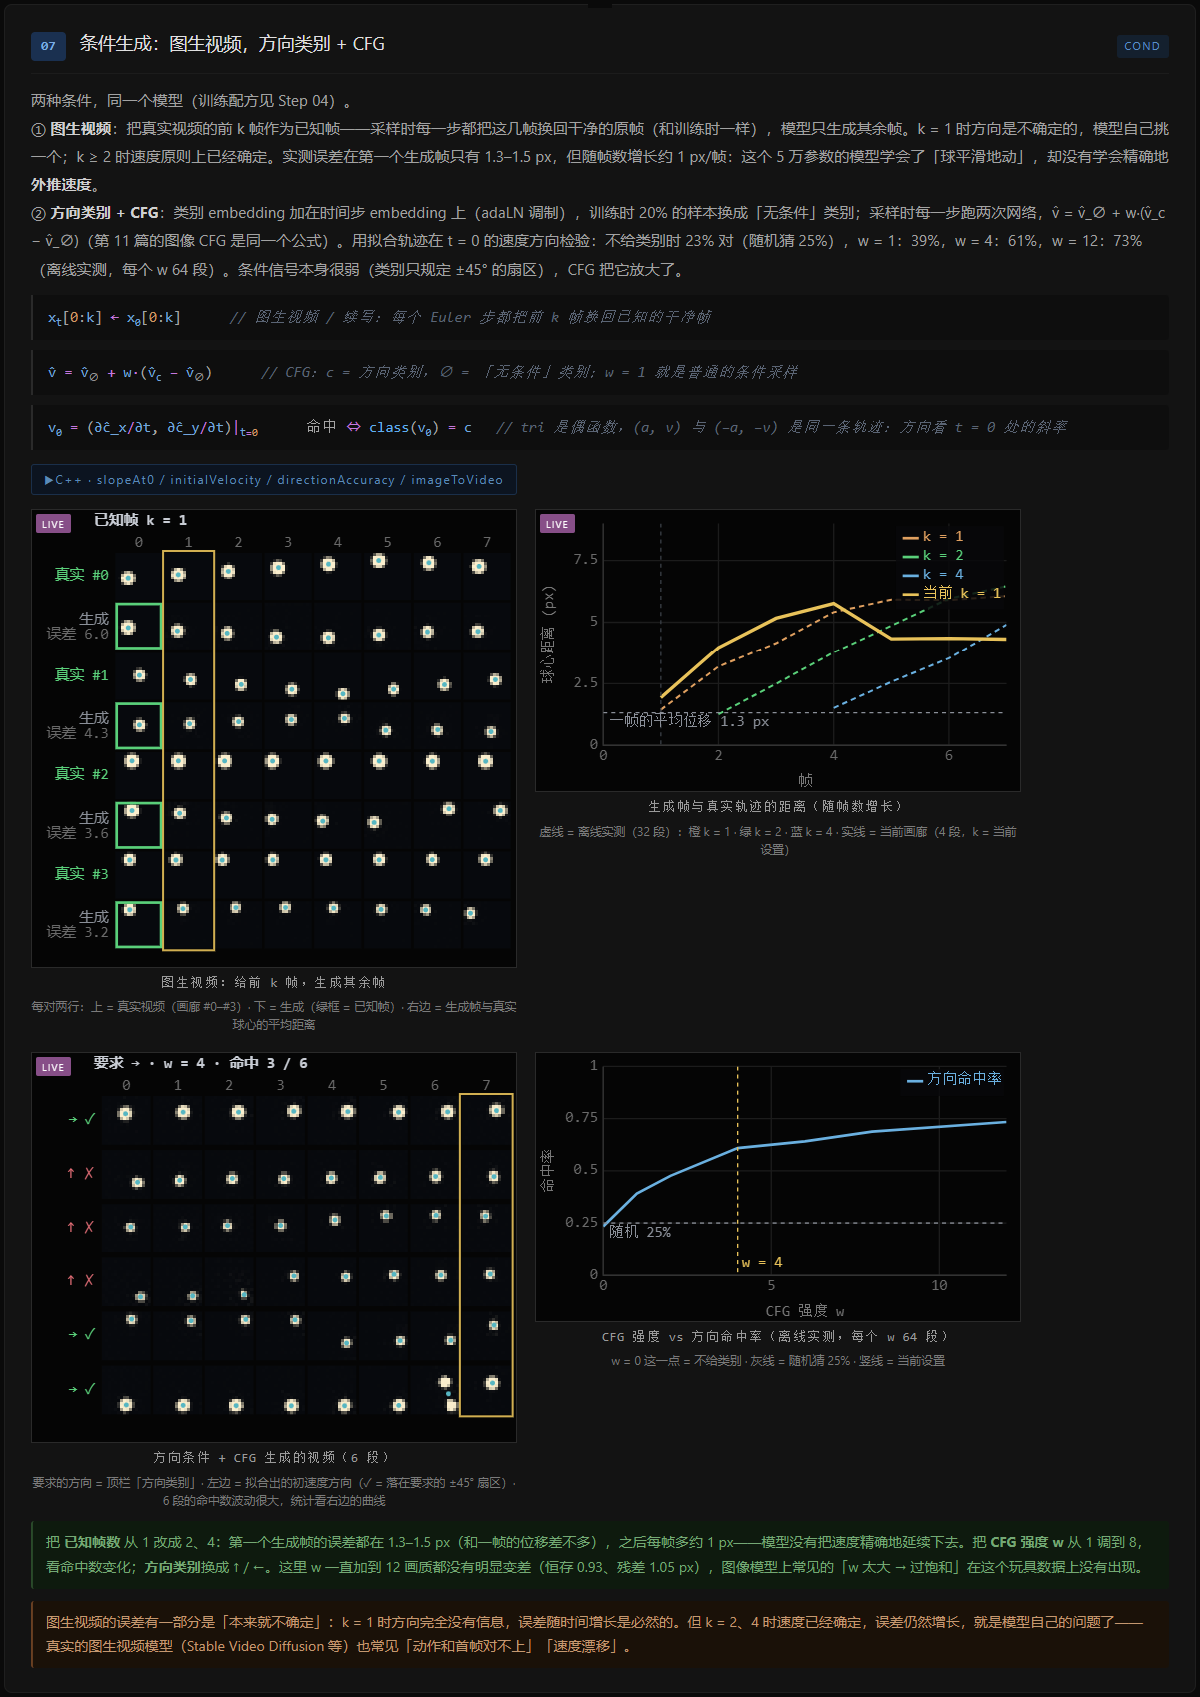 07 条件生成：图生视频，方向类别 + CFG COND
两种条件，同一个模型（训练配方见 Step 04）。
① 图生视频：把真实视频的前 k 帧作为已知帧——采样时每一步都把这几帧换回干净的原帧（和训练时一样），模型只生成其余帧。k = 1 时方向是不确定的，模型自己挑
一个；k ≥ 2 时速度原则上已经确定。实测误差在第一个生成帧只有 1.3–1.5 px，但随帧数增长约 1 px/帧：这个 5 万参数的模型学会了「球平滑地动」，却没有学会精确地
外推速度。
② 方向类别 + CFG：类别 embedding 加在时间步 embedding 上（adaLN 调制），训练时 20% 的样本换成「无条件」类别；采样时每一步跑两次网络，v̂ = v̂_∅ + w·(v̂_c
− v̂_∅)（第 11 篇的图像 CFG 是同一个公式）。用拟合轨迹在 t = 0 的速度方向检验：不给类别时 23% 对（随机猜 25%），w = 1：39%，w = 4：61%，w = 12：73%
（离线实测，每个 w 64 段）。条件信号本身很弱（类别只规定 ±45° 的扇区），CFG 把它放大了。
xt[0:k] ← x0[0:k] // 图生视频 / 续写：每个 Euler 步都把前 k 帧换回已知的干净帧
v̂ = v̂∅ + w·(v̂c − v̂∅) // CFG：c = 方向类别，∅ = 「无条件」类别；w = 1 就是普通的条件采样
v0 = (∂ĉ_x/∂t, ∂ĉ_y/∂t)|t=0 命中 ⇔ class(v0) = c // tri 是偶函数，(a, v) 与 (−a, −v) 是同一条轨迹：方向看 t = 0 处的斜率
▶C++ · slopeAt0 / initialVelocity / directionAccuracy / imageToVideo
LIVE 已知帧 k = 1
0 1 2 3 4 5 6 7
真实 #0
生成
误差 6.0
真实 #1
生成
误差 4.3
真实 #2
生成
误差 3.6
真实 #3
生成
误差 3.2
图生视频：给前 k 帧，生成其余帧
每对两行：上 = 真实视频（画廊 #0–#3）· 下 = 生成（绿框 = 已知帧）· 右边 = 生成帧与真实
球心的平均距离
LIVE
k = 1
k = 2
k = 4
当前 k = 1
7.5
5
2.5
0
球心距离 (px)
一帧的平均位移 1.3 px
0 2 4 6
帧
生成帧与真实轨迹的距离（随帧数增长）
虚线 = 离线实测（32 段）：橙 k = 1 · 绿 k = 2 · 蓝 k = 4 · 实线 = 当前画廊（4 段，k = 当前
设置）
LIVE 要求 → · w = 4 · 命中 3 / 6
0 1 2 3 4 5 6 7
→ ✓
↑ ✗
↑ ✗
↑ ✗
→ ✓
→ ✓
方向条件 + CFG 生成的视频（6 段）
要求的方向 = 顶栏「方向类别」· 左边 = 拟合出的初速度方向（✓ = 落在要求的 ±45° 扇区）·
6 段的命中数波动很大，统计看右边的曲线
方向命中率
1
0.75
0.5
0.25
0
命中率
随机 25%
w = 4
0 5 10
CFG 强度 w
CFG 强度 vs 方向命中率（离线实测，每个 w 64 段）
w = 0 这一点 = 不给类别 · 灰线 = 随机猜 25% · 竖线 = 当前设置
把 已知帧数 从 1 改成 2、4：第一个生成帧的误差都在 1.3–1.5 px（和一帧的位移差不多），之后每帧多约 1 px——模型没有把速度精确地延续下去。把 CFG 强度 w 从 1 调到 8，
看命中数变化；方向类别换成 ↑ / ←。这里 w 一直加到 12 画质都没有明显变差（恒存 0.93、残差 1.05 px），图像模型上常见的「w 太大 → 过饱和」在这个玩具数据上没有出现。
图生视频的误差有一部分是「本来就不确定」：k = 1 时方向完全没有信息，误差随时间增长是必然的。但 k = 2、4 时速度已经确定，误差仍然增长，就是模型自己的问题了——
真实的图生视频模型（Stable Video Diffusion 等）也常见「动作和首帧对不上」「速度漂移」。